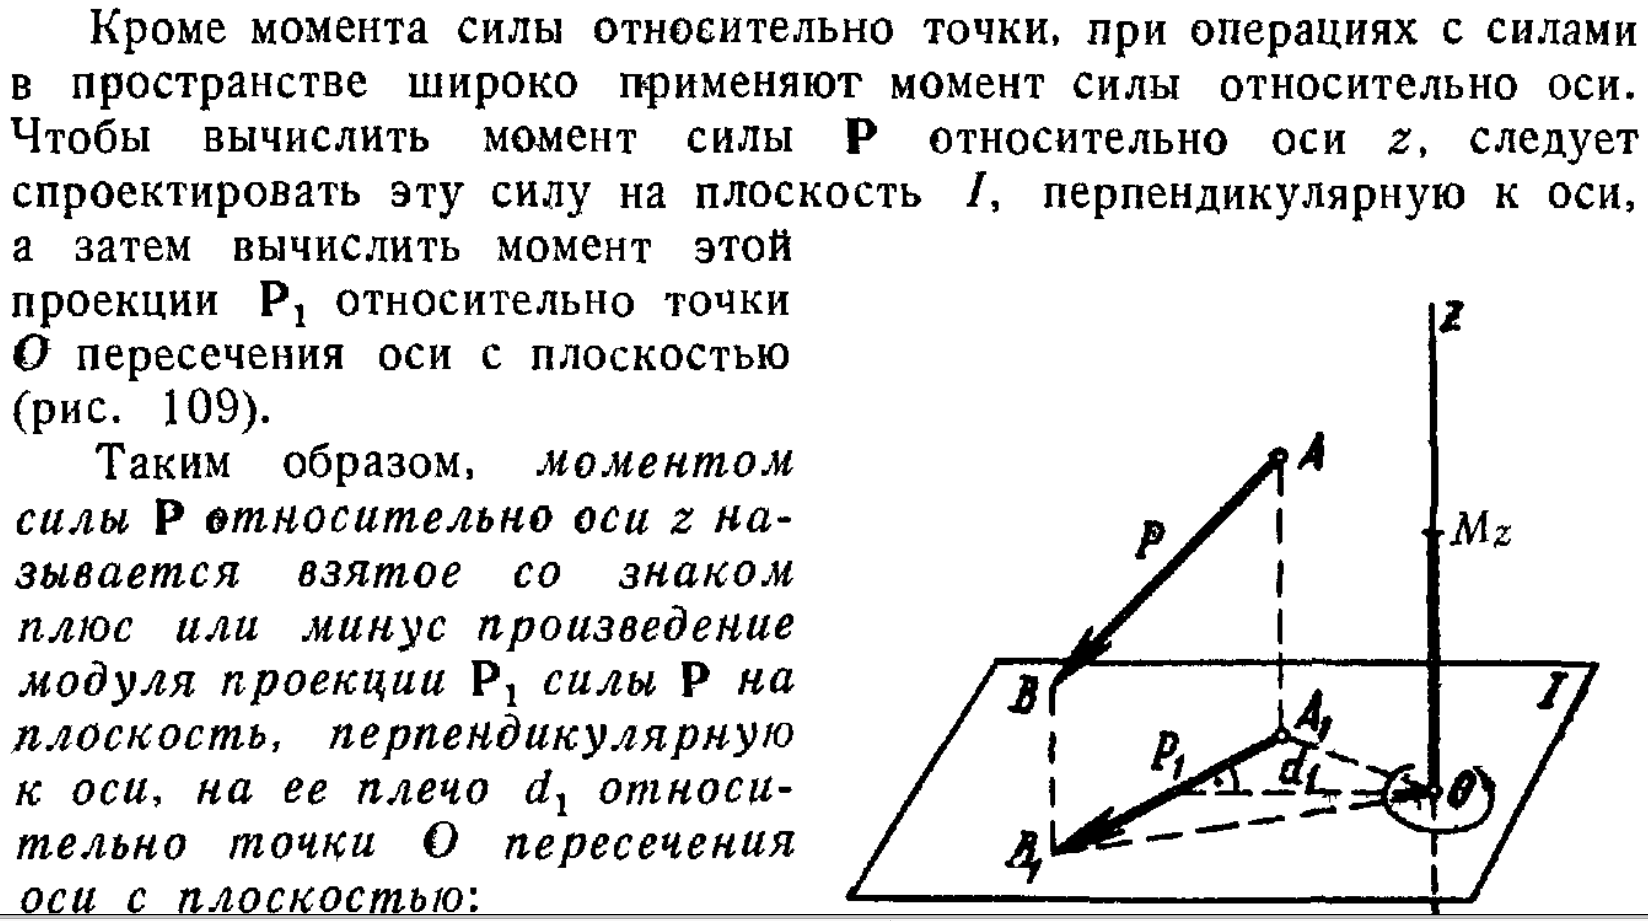 Кроме момента силы относительно точки, при операциях с силами
в пространстве широко применяют момент силы относительно оси.
Чтобы вычислить момент силы P относительно оси z, следует
спроектировать эту силу на плоскость I, перпендикулярную к оси,
а затем вычислить момент этой
проекции P₁ относительно точки
O пересечения оси с плоскостью
(рис. 109).
Таким образом, моментом
силы P относительно оси z на-
зывается взятое со знаком
плюс или минус произведение
модуля проекции P₁ силы P на
плоскость, перпендикулярную
к оси, на ее плечо d₁ относи-
тельно точки O пересечения
оси с плоскостью:
z
A
P
Mz
B
I
A₁
P₁
d₁
O
B₁